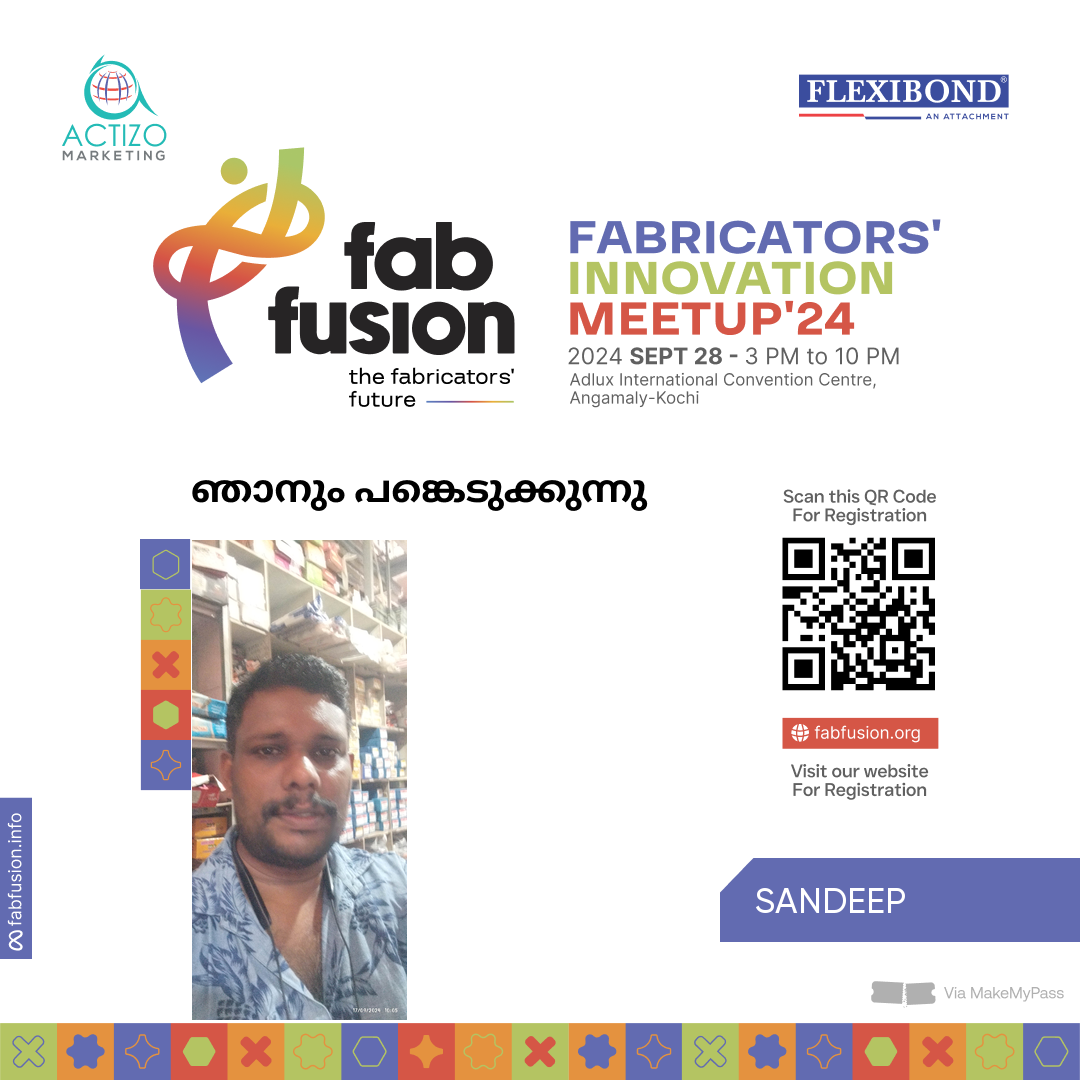 ACTIZO
MARKETING
FLEXIBOND®
AN ATTACHMENT
fab
fusion
the fabricators'
future
FABRICATORS'
INNOVATION
MEETUP'24
2024 SEPT 28 - 3 PM to 10 PM
Adlux International Convention Centre,
Angamaly-Kochi
ഞാനും പങ്കെടുക്കുന്നു
Scan this QR Code
For Registration
fabfusion.org
Visit our website
For Registration
fabfusion.info
SANDEEP
Via MakeMyPass